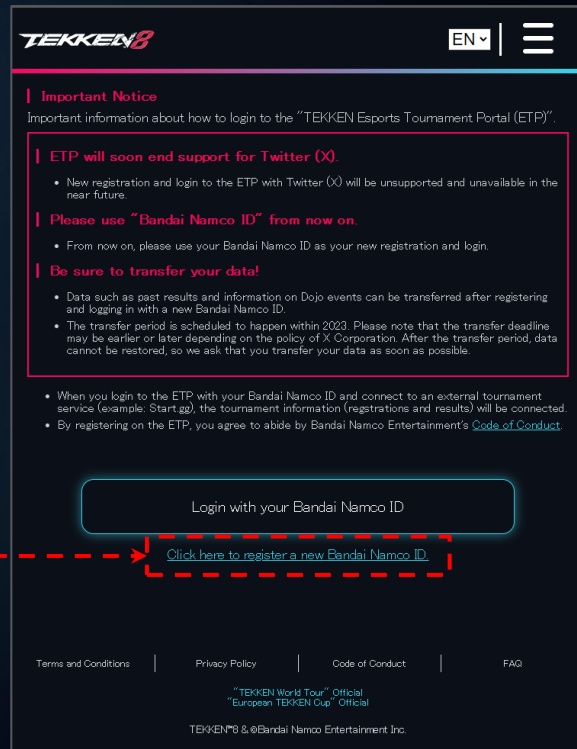 TEKKEN8
EN
Important Notice
Important information about how to login to the "TEKKEN Esports Tournament Portal (ETP)".
ETP will soon end support for Twitter (X).
• New registration and login to the ETP with Twitter (X) will be unsupported and unavailable in the
near future.
Please use "Bandai Namco ID" from now on.
• From now on, please use your Bandai Namco ID as your new registration and login.
Be sure to transfer your data!
• Data such as past results and information on Dojo events can be transferred after registering
and logging in with a new Bandai Namco ID.
• The transfer period is scheduled to happen within 2023. Please note that the transfer deadline
may be earlier or later depending on the policy of X Corporation. After the transfer period, data
cannot be restored, so we ask that you transfer your data as soon as possible.
• When you login to the ETP with your Bandai Namco ID and connect to an external tournament
service (example: Start.gg), the tournament information (regstrations and results) will be connected.
• By registering on the ETP, you agree to abide by Bandai Namco Entertainment's Code of Conduct.
Login with your Bandai Namco ID
Click here to register a new Bandai Namco ID.
Terms and Conditions
Privacy Policy
Code of Conduct
FAQ
"TEKKEN World Tour" Official
"European TEKKEN Cup" Official
TEKKEN™8 & ©Bandai Namco Entertainment Inc.